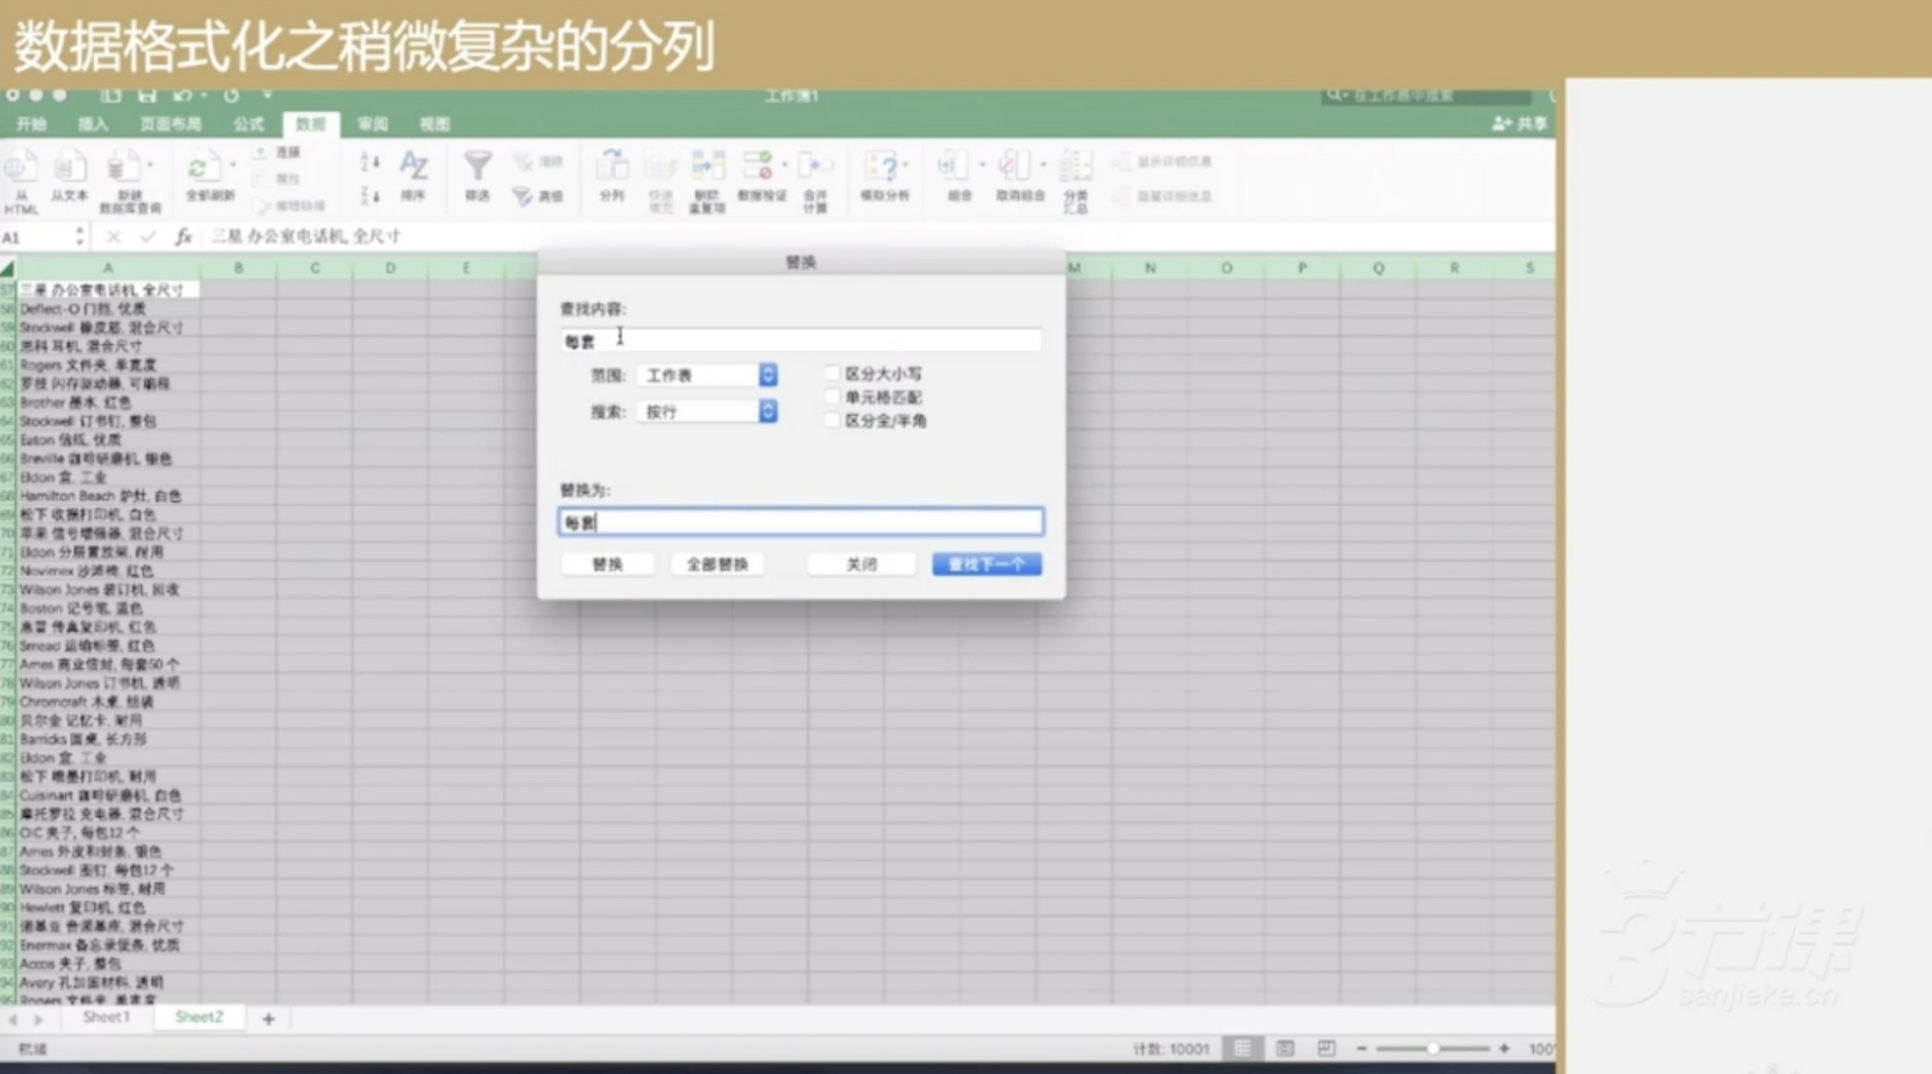 数据格式化之稍微复杂的分列
工作簿1
在工作表中搜索
开始 插入 页面布局 公式 数据 审阅 视图
共享
从 HTML 从文本 新建 数据库查询 全部刷新 连接 属性 编辑链接 排序 筛选 清除 高级 分列 快速填充 删除重复项 数据验证 合并计算 模拟分析 组合 取消组合 分类汇总 显示详细信息 隐藏详细信息
A1 fx 三星 办公室电话机, 全尺寸
A B C D E M N O P Q R S
57 三星 办公室电话机, 全尺寸
58 Deflect-O 门挡, 优质
59 Stockwell 橡皮筋, 混合尺寸
60 思科 耳机, 混合尺寸
61 Rogers 文件夹, 单宽度
62 罗技 闪存驱动器, 可编程
63 Brother 墨水, 红色
64 Stockwell 订书钉, 整包
65 Eaton 信纸, 优质
66 Breville 咖啡研磨机, 银色
67 Eldon 盒, 工业
68 Hamilton Beach 炉灶, 白色
69 松下 收据打印机, 白色
70 苹果 信号增强器, 混合尺寸
71 Eldon 分层置放架, 耐用
72 Novimex 沙滩椅, 红色
73 Wilson Jones 装订机, 回收
74 Boston 记号笔, 蓝色
75 惠普 传真复印机, 红色
76 Smead 运输标签, 红色
77 Ames 商业信封, 每套50 个
78 Wilson Jones 订书机, 透明
79 Chromcraft 木桌, 组装
80 贝尔金 记忆卡, 耐用
81 Barricks 圆桌, 长方形
82 Eldon 盒, 工业
83 松下 喷墨打印机, 耐用
84 Cuisinart 咖啡研磨机, 白色
85 摩托罗拉 充电器, 混合尺寸
86 OIC 夹子, 每包12 个
87 Ames 外皮和封条, 银色
88 Stockwell 图钉, 每包12 个
89 Wilson Jones 标签, 耐用
90 Hewlett 复印机, 红色
91 诺基亚 音频基座, 混合尺寸
92 Enermax 备忘录便条, 优质
93 Accos 夹子, 整包
94 Avery 孔加固材料, 透明
95 Rogers 文件夹, 单宽度
替换
查找内容:
每套
范围: 工作表
区分大小写
单元格匹配
搜索: 按行
区分全/半角
替换为:
每套
替换 全部替换 关闭 查找下一个
Sheet1 Sheet2 +
就绪
计数: 10001
100
3节课
sanjieke.cn